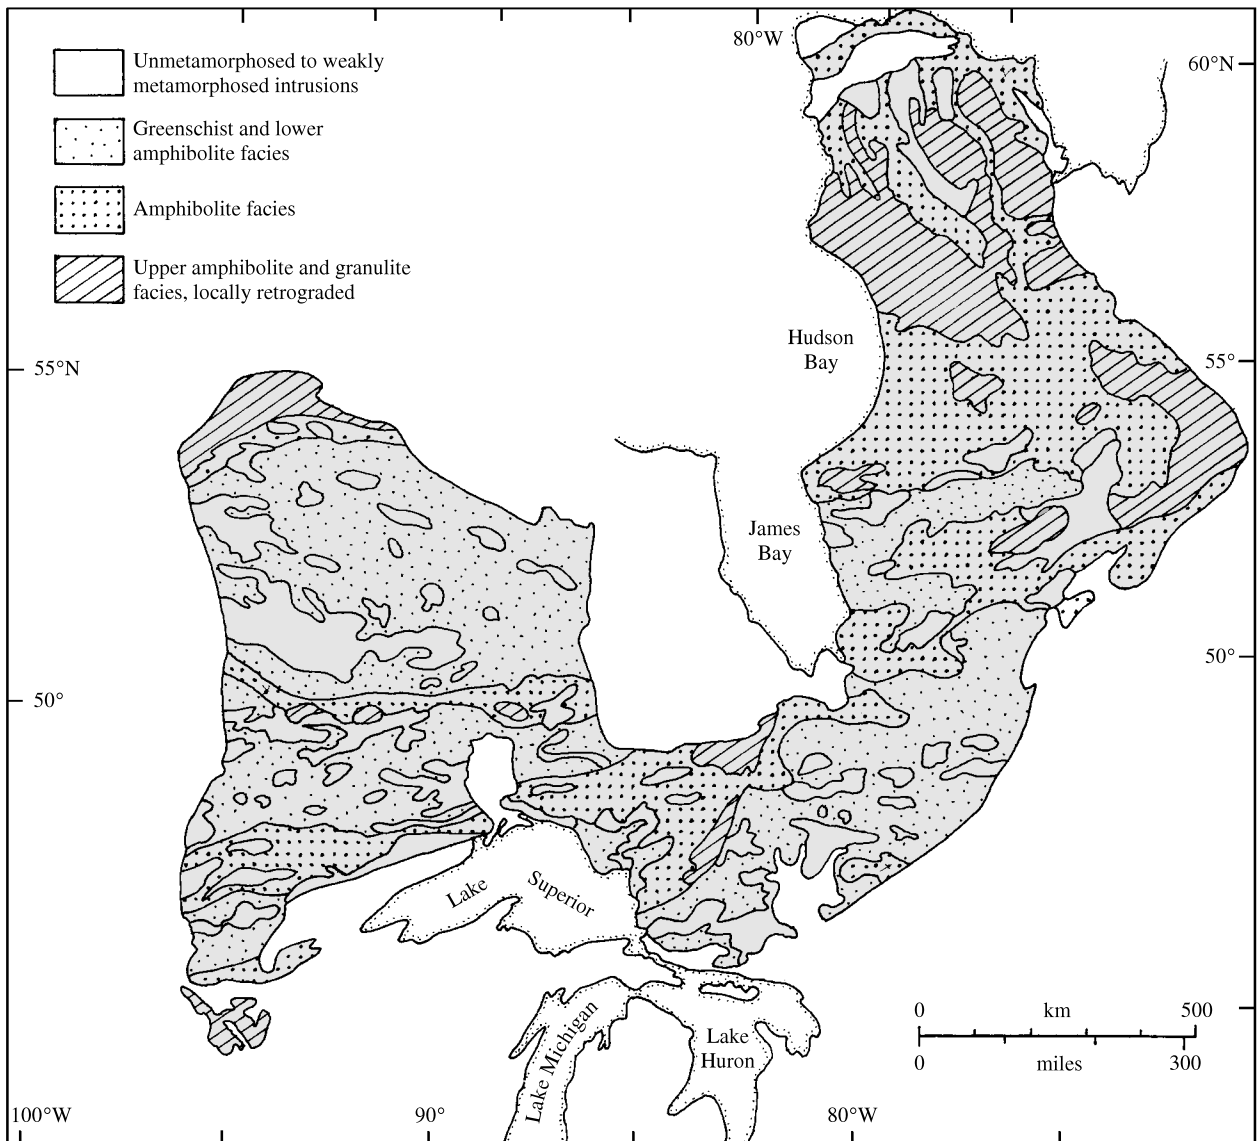 80°W
60°N
Unmetamorphosed to weakly
metamorphosed intrusions
Greenschist and lower
amphibolite facies
Amphibolite facies
Upper amphibolite and granulite
facies, locally retrograded
Hudson
Bay
55°N
55°
James
Bay
50°
50°
Lake
Superior
Lake Michigan
Lake
Huron
0 km 500
0 miles 300
100°W
90°
80°W